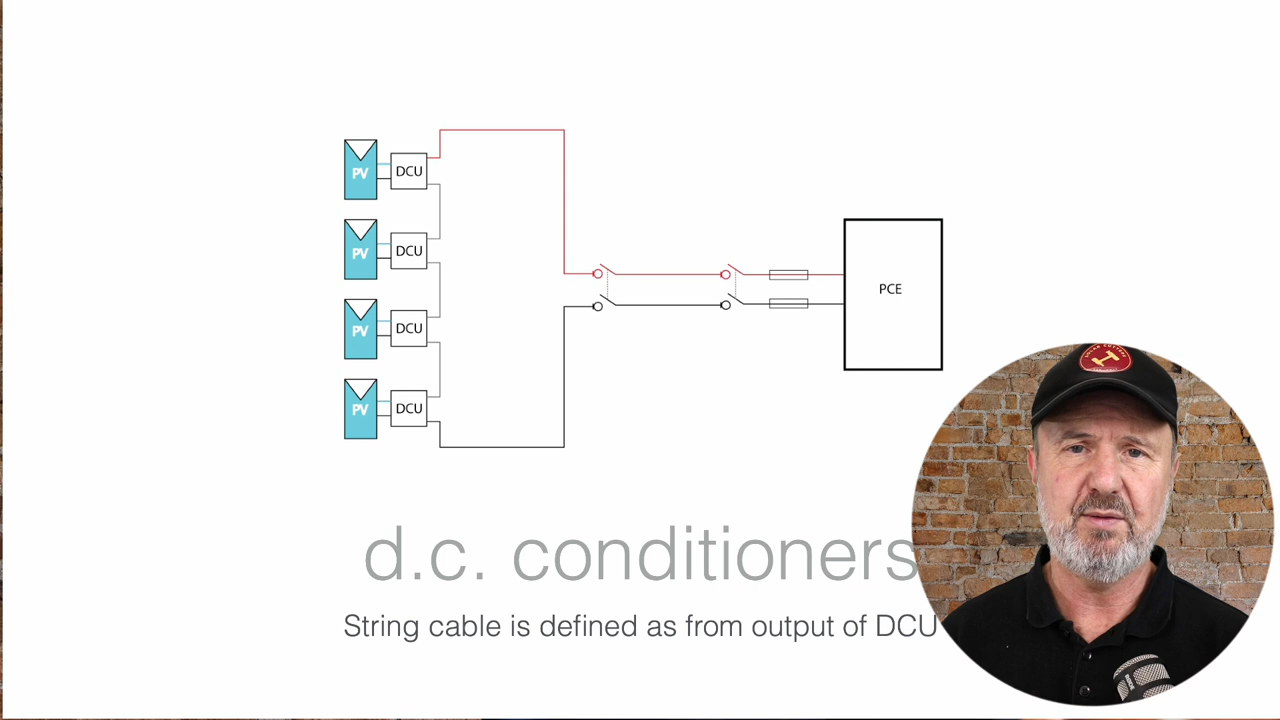 PV DCU
PV DCU
PCE
PV DCU
PV DCU
d.c. conditioners
String cable is defined as from output of DCU